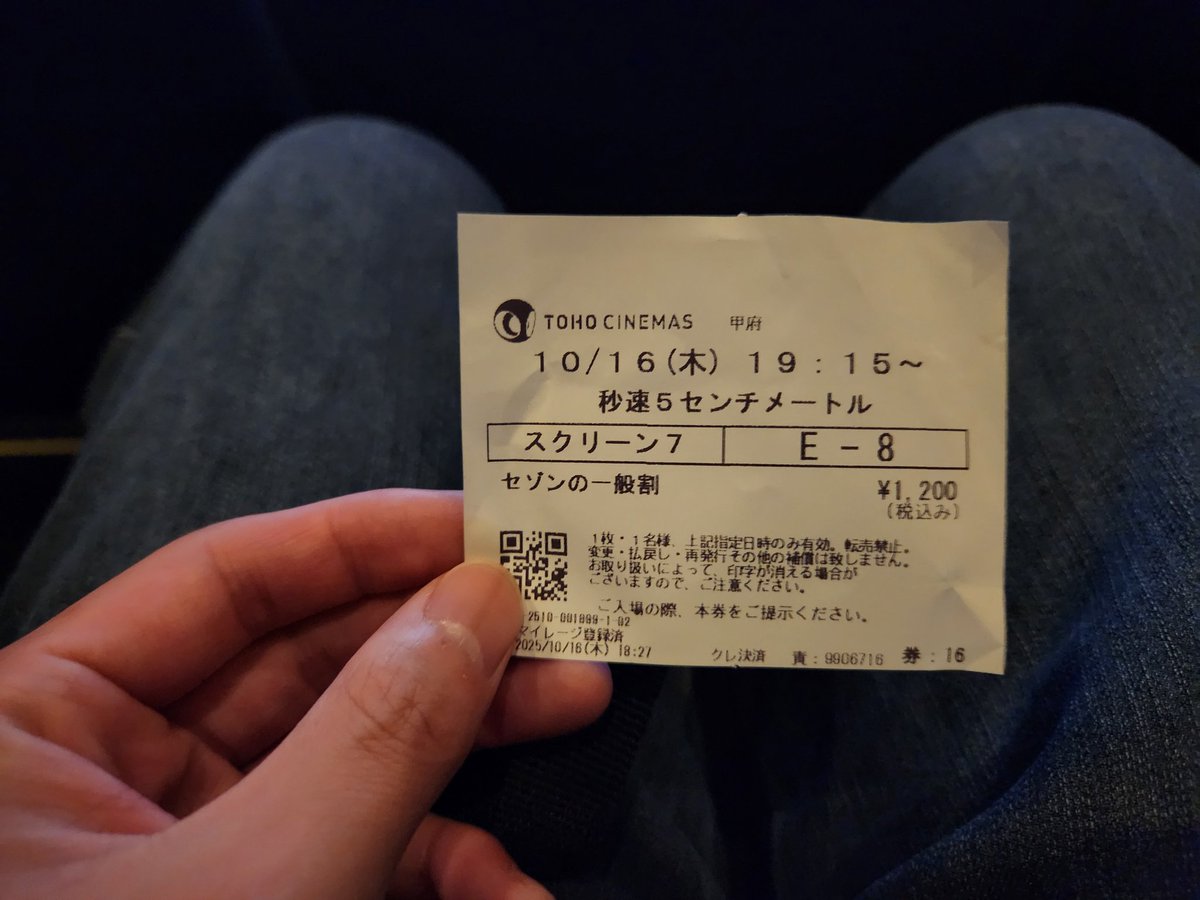 TOHO CINEMAS 甲府
10/16(木) 19:15～
秒速5センチメートル
スクリーン7 E-8
セゾンの一般割 ¥1,200
(税込み)
1枚・1名様、上記指定日時のみ有効。転売禁止。
変更・払戻し・再発行その他の補償は致しません。
お取り扱いによって、印字が消える場合が
ございますので、ご注意ください。
ご入場の際、本券をご提示ください。
2510-001899-1-02
マイレージ登録済
2025/10/16(木) 18:27 クレ決済 責:9906716 券:16